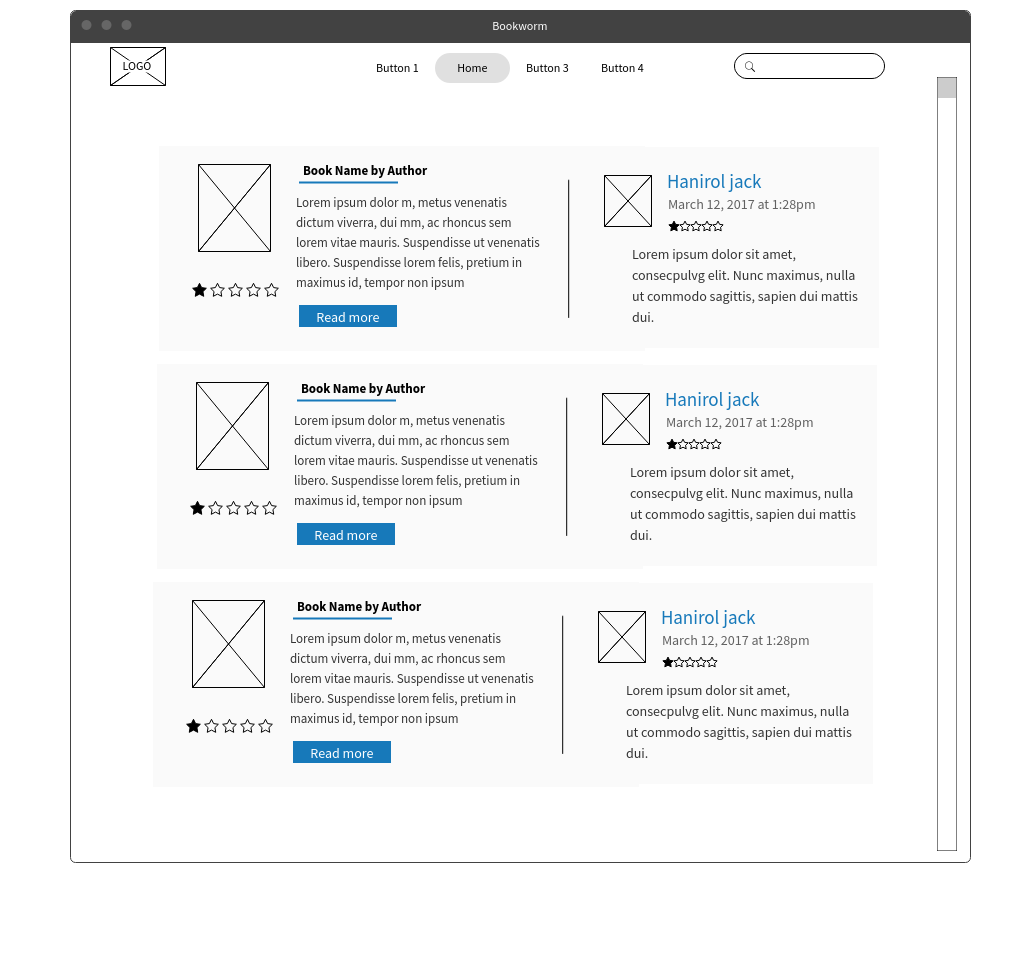 Bookworm
LOGO
Button 1
Home
Button 3
Button 4
Book Name by Author
Lorem ipsum dolor m, metus venenatis
dictum viverra, dui mm, ac rhoncus sem
lorem vitae mauris. Suspendisse ut venenatis
libero. Suspendisse lorem felis, pretium in
maximus id, tempor non ipsum
Read more
Hanirol jack
March 12, 2017 at 1:28pm
Lorem ipsum dolor sit amet,
consecpulvg elit. Nunc maximus, nulla
ut commodo sagittis, sapien dui mattis
dui.
Book Name by Author
Lorem ipsum dolor m, metus venenatis
dictum viverra, dui mm, ac rhoncus sem
lorem vitae mauris. Suspendisse ut venenatis
libero. Suspendisse lorem felis, pretium in
maximus id, tempor non ipsum
Read more
Hanirol jack
March 12, 2017 at 1:28pm
Lorem ipsum dolor sit amet,
consecpulvg elit. Nunc maximus, nulla
ut commodo sagittis, sapien dui mattis
dui.
Book Name by Author
Lorem ipsum dolor m, metus venenatis
dictum viverra, dui mm, ac rhoncus sem
lorem vitae mauris. Suspendisse ut venenatis
libero. Suspendisse lorem felis, pretium in
maximus id, tempor non ipsum
Read more
Hanirol jack
March 12, 2017 at 1:28pm
Lorem ipsum dolor sit amet,
consecpulvg elit. Nunc maximus, nulla
ut commodo sagittis, sapien dui mattis
dui.